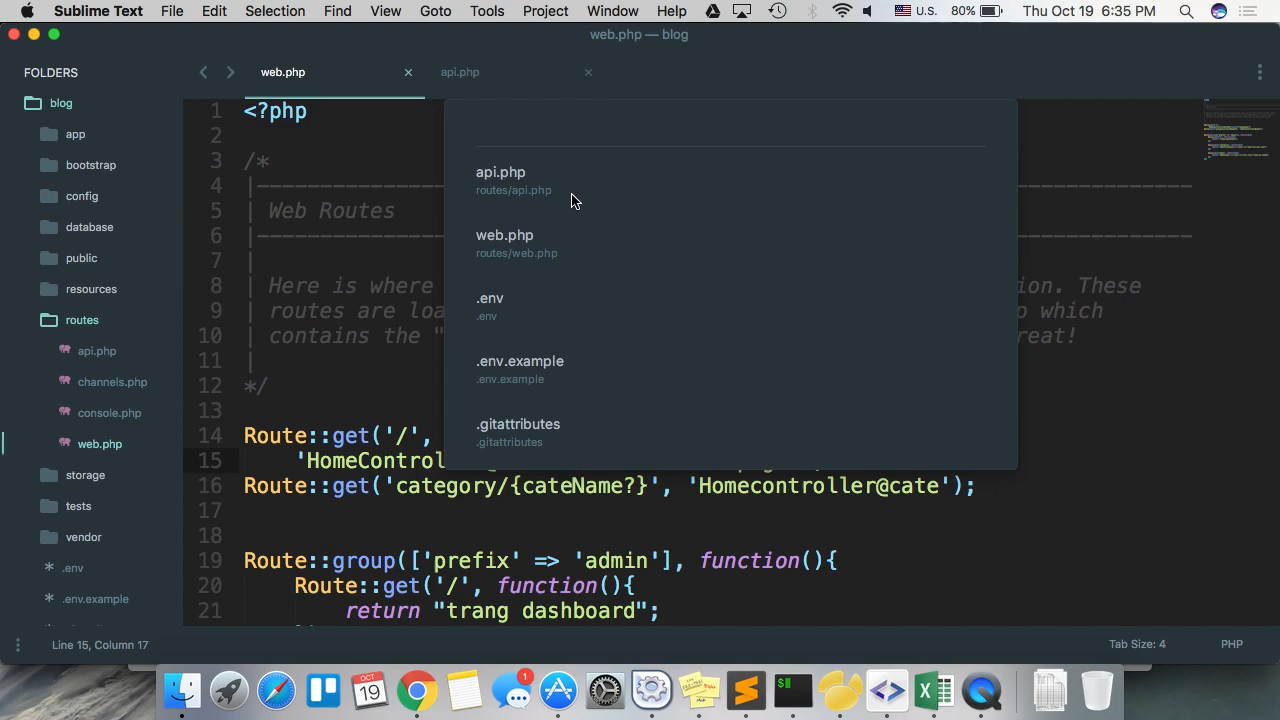 Sublime Text File Edit Selection Find View Goto Tools Project Window Help U.S. 80% Thu Oct 19 6:35 PM
web.php — blog
FOLDERS
blog
app
bootstrap
config
database
public
resources
routes
api.php
channels.php
console.php
web.php
storage
tests
vendor
.env
.env.example
web.php × api.php ×
1 <?php
2
3 /*
4 |
5 | Web Routes
6 |
7 |
8 | Here is where
9 | routes are
10 | contains the "
11 |
12 */
13
14 Route::get('/',
15
16 Route::get('category/{cateName?}', 'Homecontroller@cate');
17
18
19 Route::group(['prefix' => 'admin'], function(){
20 Route::get('/', function(){
21 return "trang dashboard";
These
which
api.php
routes/api.php
web.php
routes/web.php
.env
.env
.env.example
.env.example
.gitattributes
.gitattributes
Line 15, Column 17 Tab Size: 4 PHP
OCT
19
1
$